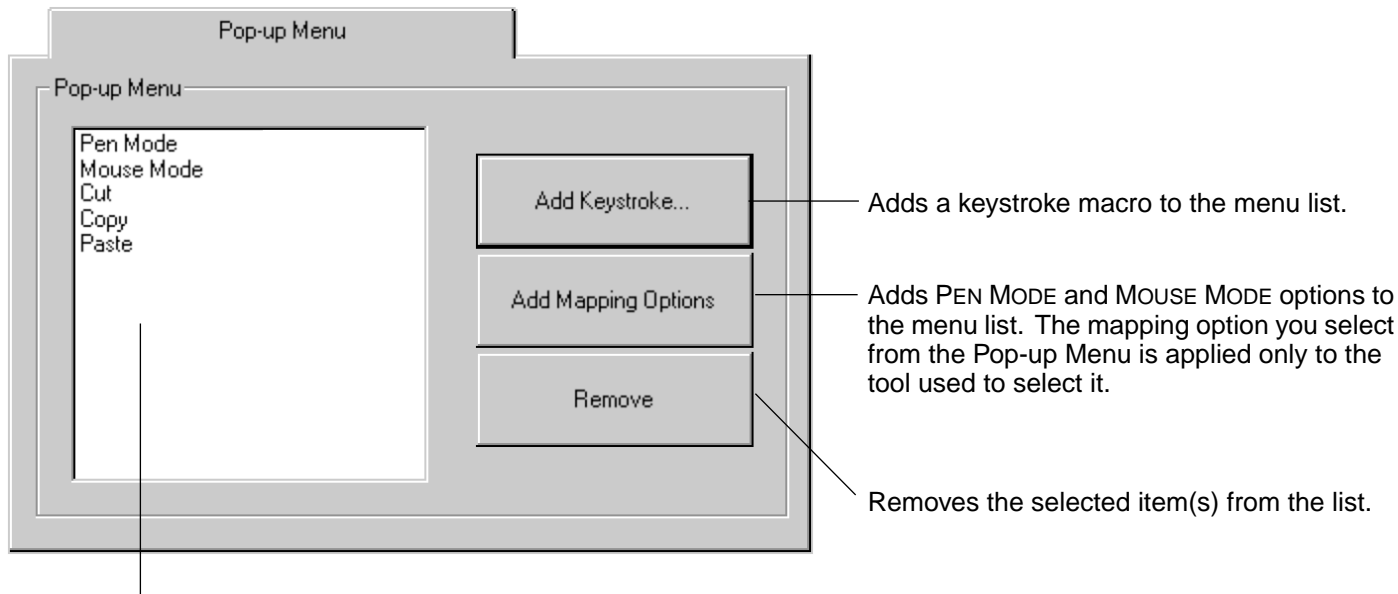 Pop-up Menu
Pop-up Menu
Pen Mode
Mouse Mode
Cut
Copy
Paste
Add Keystroke...
Adds a keystroke macro to the menu list.
Add Mapping Options
Adds PEN MODE and MOUSE MODE options to
the menu list. The mapping option you select
from the Pop-up Menu is applied only to the
tool used to select it.
Remove
Removes the selected item(s) from the list.